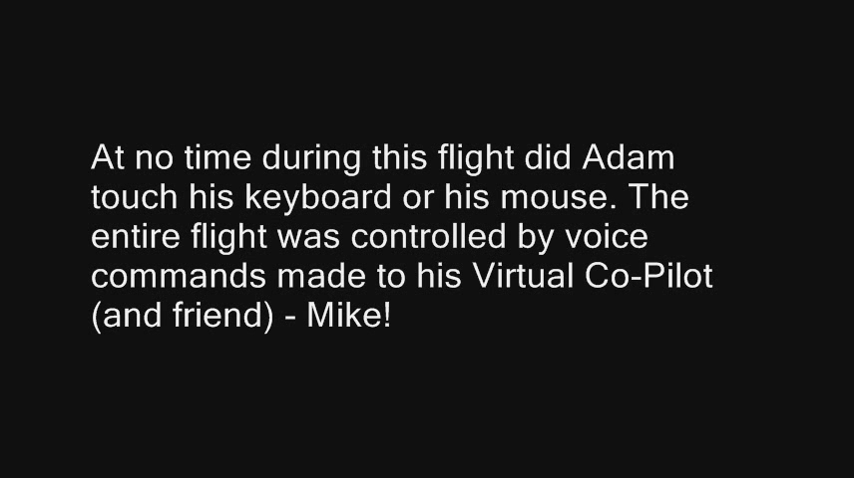 At no time during this flight did Adam
touch his keyboard or his mouse. The
entire flight was controlled by voice
commands made to his Virtual Co-Pilot
(and friend) - Mike!